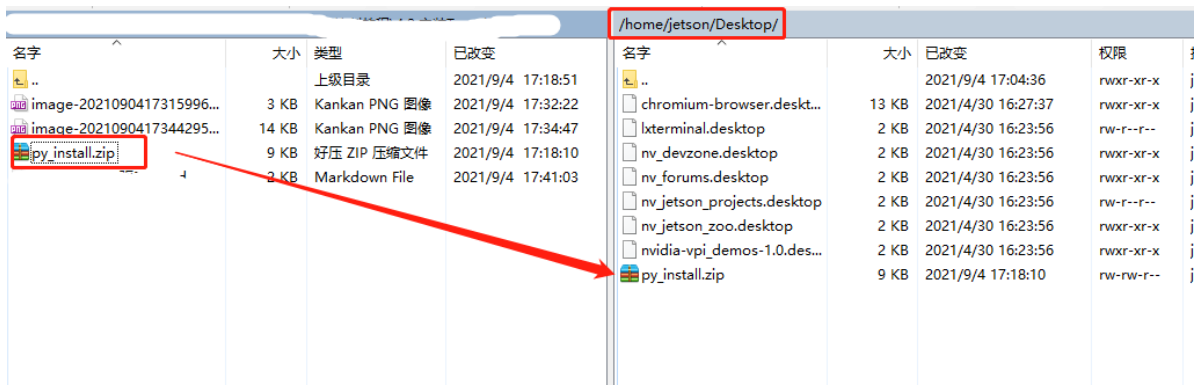 /home/jetson/Desktop/
名字 大小 类型 已改变
.. 上级目录 2021/9/4 17:18:51
image-2021090417315996... 3 KB Kankan PNG 图像 2021/9/4 17:32:22
image-2021090417344295... 14 KB Kankan PNG 图像 2021/9/4 17:34:47
py_install.zip 9 KB 好压 ZIP 压缩文件 2021/9/4 17:18:10
2 KB Markdown File 2021/9/4 17:41:03
名字 大小 已改变 权限
.. 2021/9/4 17:04:36 rwxr-xr-x
chromium-browser.deskt... 13 KB 2021/4/30 16:27:37 rwxr-xr-x
lxterminal.desktop 2 KB 2021/4/30 16:23:56 rw-r--r--
nv_devzone.desktop 2 KB 2021/4/30 16:23:56 rwxr-xr-x
nv_forums.desktop 2 KB 2021/4/30 16:23:56 rwxr-xr-x
nv_jetson_projects.desktop 2 KB 2021/4/30 16:23:56 rw-r--r--
nv_jetson_zoo.desktop 2 KB 2021/4/30 16:23:56 rwxr-xr-x
nvidia-vpi_demos-1.0.des... 2 KB 2021/4/30 16:23:56 rwxr-xr-x
py_install.zip 9 KB 2021/9/4 17:18:10 rw-rw-r--